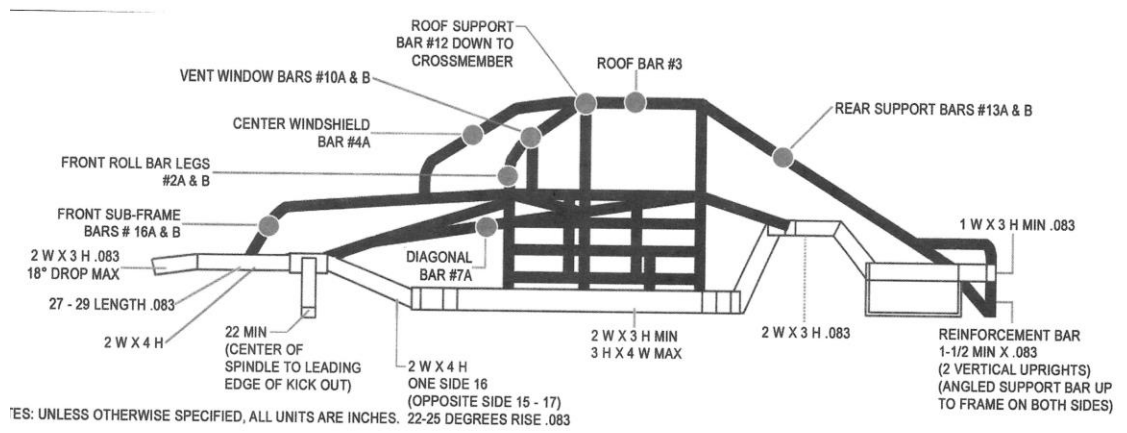 ROOF SUPPORT
BAR #12 DOWN TO
CROSSMEMBER
ROOF BAR #3
VENT WINDOW BARS #10A & B
REAR SUPPORT BARS #13A & B
CENTER WINDSHIELD
BAR #4A
FRONT ROLL BAR LEGS
#2A & B
FRONT SUB-FRAME
BARS # 16A & B
1 W X 3 H MIN .083
2 W X 3 H .083
18° DROP MAX
DIAGONAL
BAR #7A
27 - 29 LENGTH .083
2 W X 4 H
22 MIN
(CENTER OF
SPINDLE TO LEADING
EDGE OF KICK OUT)
2 W X 4 H
ONE SIDE 16
(OPPOSITE SIDE 15 - 17)
22-25 DEGREES RISE .083
2 W X 3 H MIN
3 H X 4 W MAX
2 W X 3 H .083
REINFORCEMENT BAR
1-1/2 MIN X .083
(2 VERTICAL UPRIGHTS)
(ANGLED SUPPORT BAR UP
TO FRAME ON BOTH SIDES)
TES: UNLESS OTHERWISE SPECIFIED, ALL UNITS ARE INCHES.